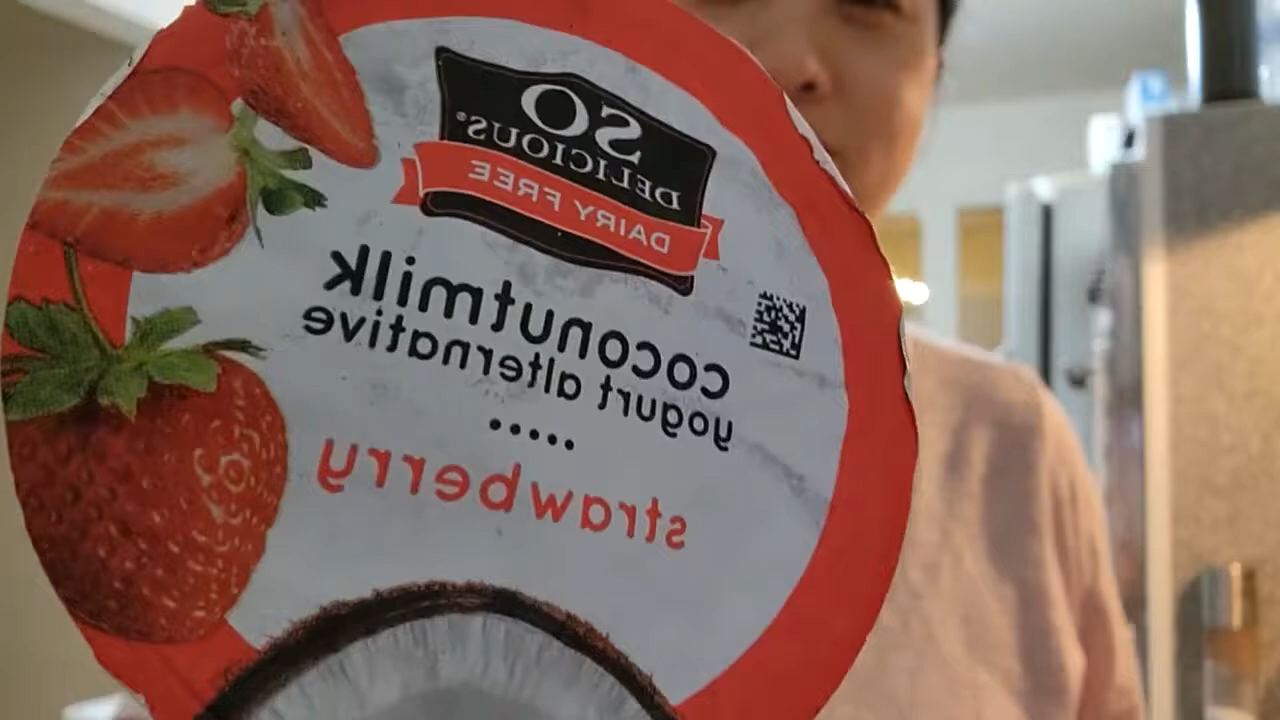 SO
DELICIOUS®
DAIRY FREE
coconutmilk
yogurt alternative
strawberry